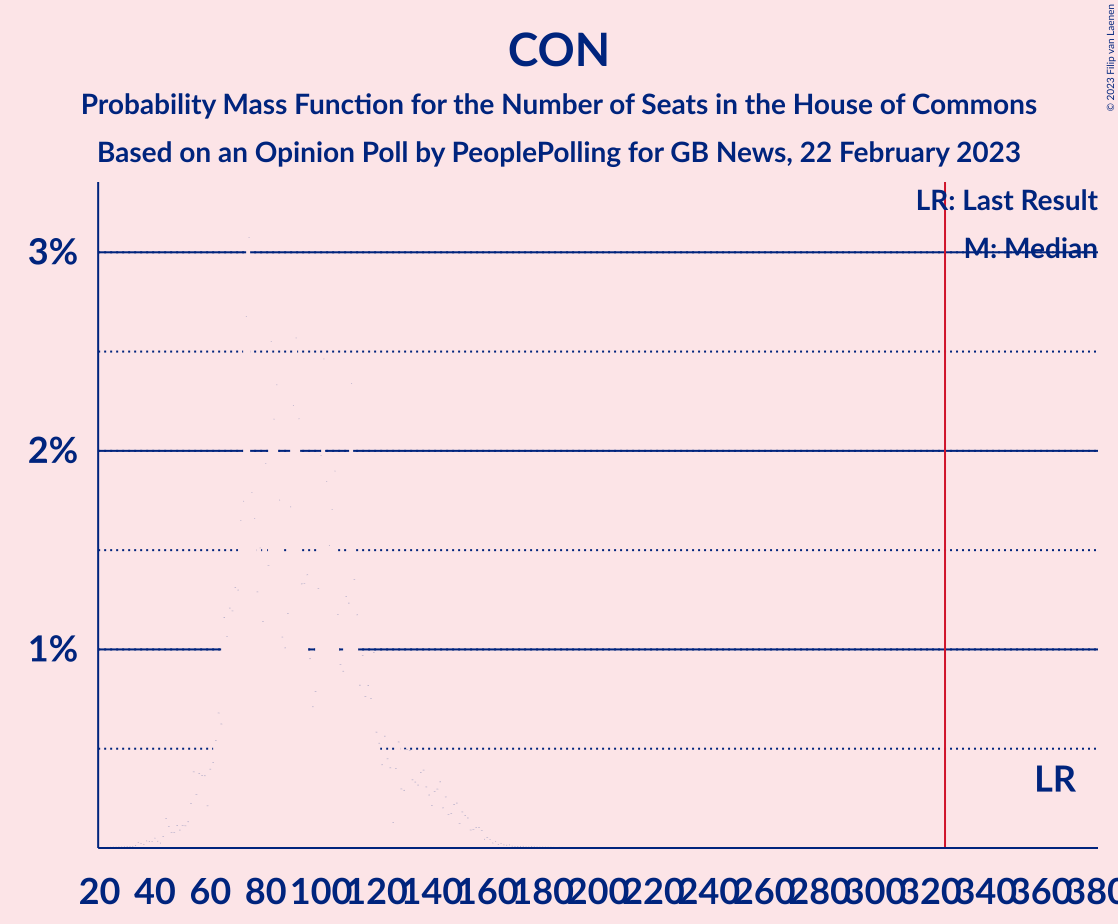 CON
Probability Mass Function for the Number of Seats in the House of Commons
Based on an Opinion Poll by PeoplePolling for GB News, 22 February 2023
© 2023 Filip van Laenen
LR: Last Result
M: Median
3%
2%
1%
LR
20 40 60 80 100 120 140 160 180 200 220 240 260 280 300 320 340 360 380